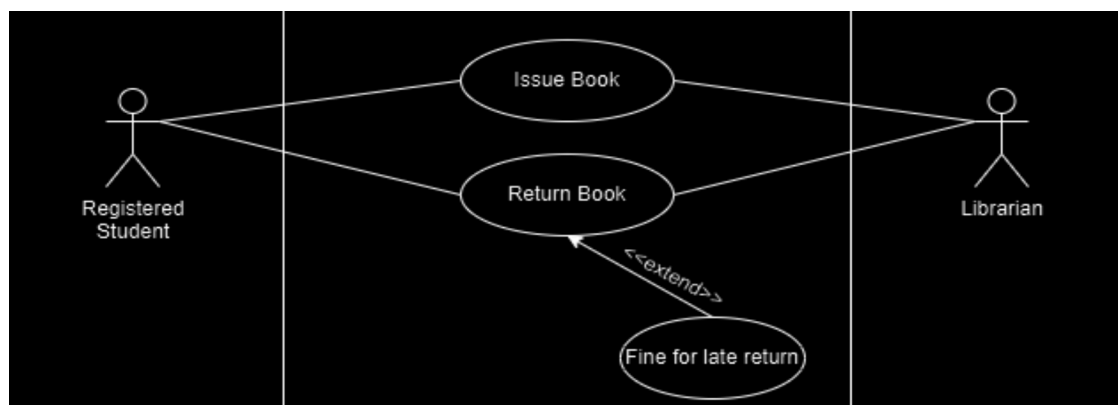 Issue Book
Return Book
Registered
Student
Librarian
<<extend>>
Fine for late return